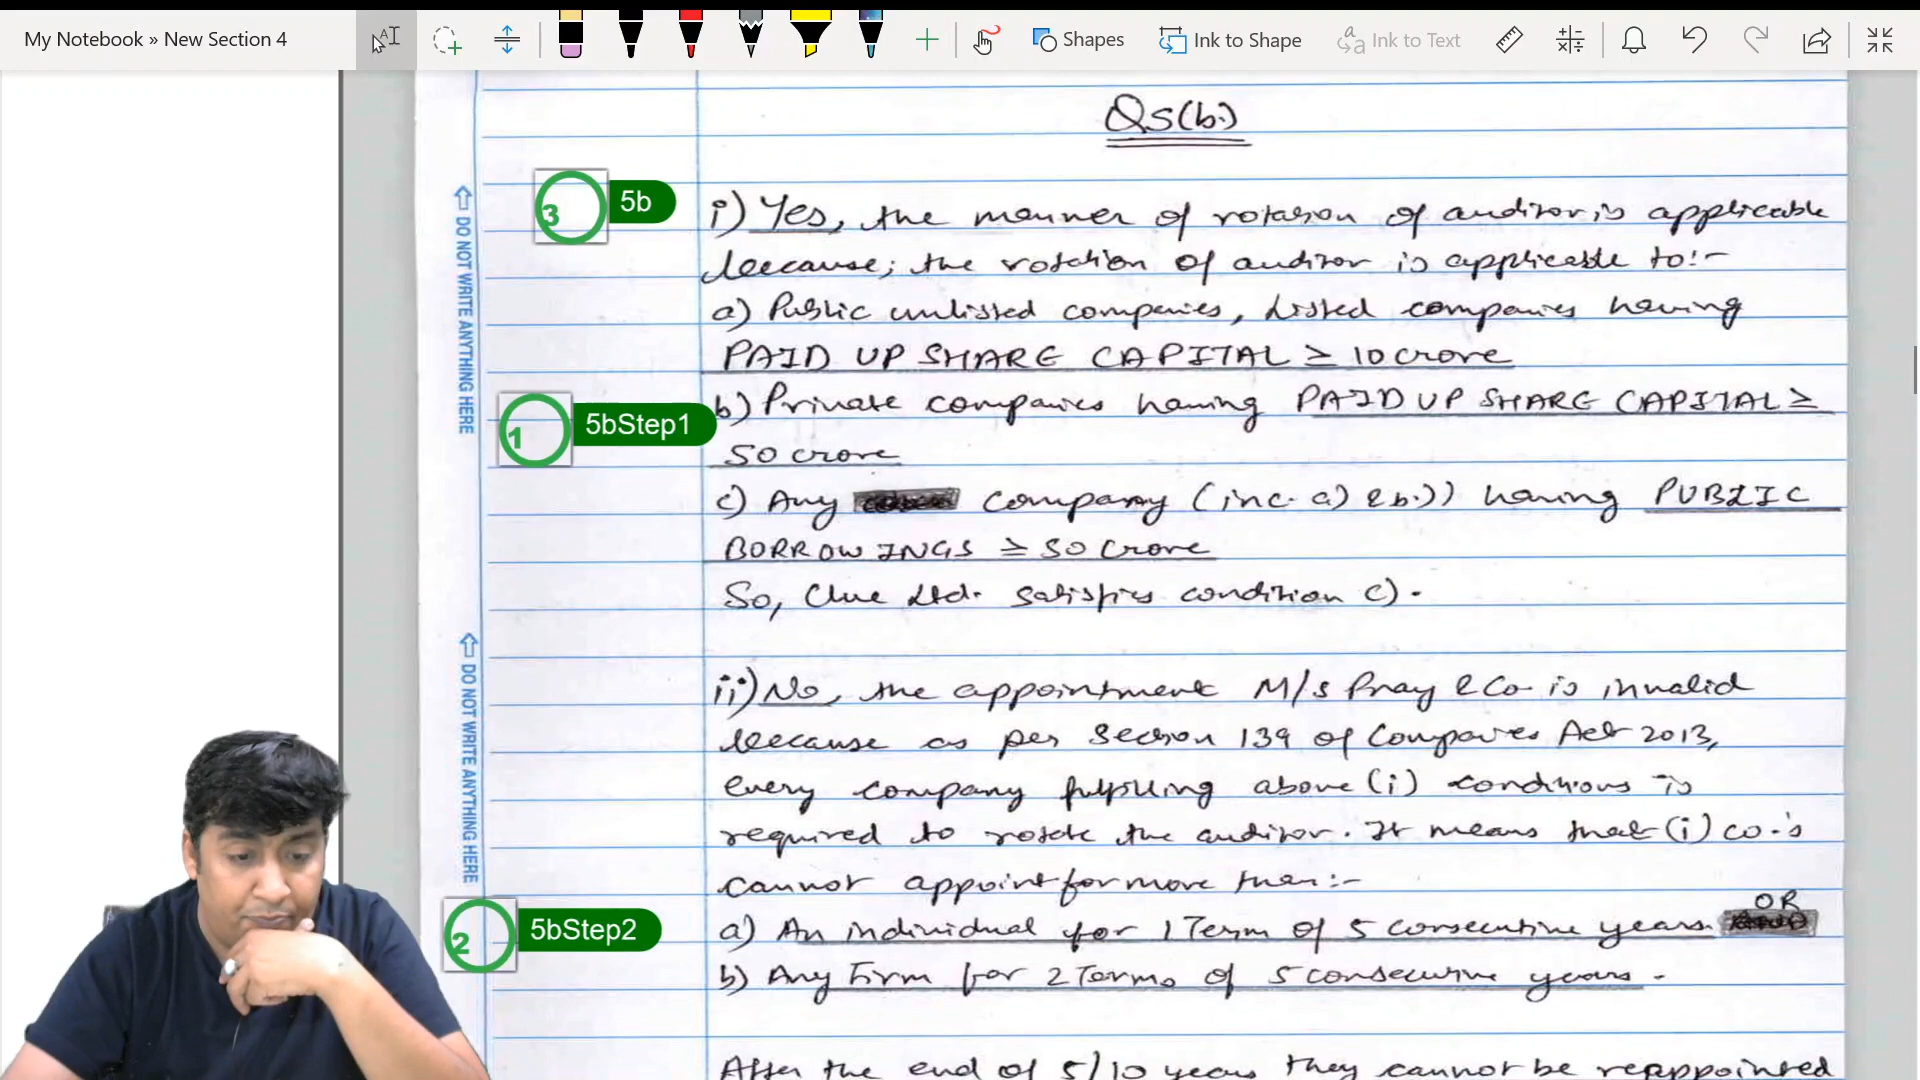 My Notebook » New Section 4
Shapes
Ink to Shape
Ink to Text
Q5(b.)
3
5b
i) Yes, the manner of rotation of auditor is applicable
because; the rotation of auditor is applicable to:-
a) Public unlisted companies, Listed companies having
PAID UP SHARE CAPITAL ≥ 10 crore
1
5bStep1
b) Private companies having PAID UP SHARE CAPITAL ≥
50 crore
c) Any company (inc. a) & b.)) having PUBLIC
BORROWINGS ≥ 50 Crore
So, Clue Ltd. satisfies condition c).
ii) No, the appointment M/s Pray & Co is invalid
because as per Section 139 of Companies Act 2013,
every company fulfilling above (i) conditions is
required to rotate the auditor. It means that (i) co.'s
cannot appoint for more than:-
2
5bStep2
a) An individual for 1 Term of 5 consecutive years OR
b) Any Firm for 2 Terms of 5 consecutive years.
After the end of 5/10 years they cannot be reappointed
DO NOT WRITE ANYTHING HERE
DO NOT WRITE ANYTHING HERE